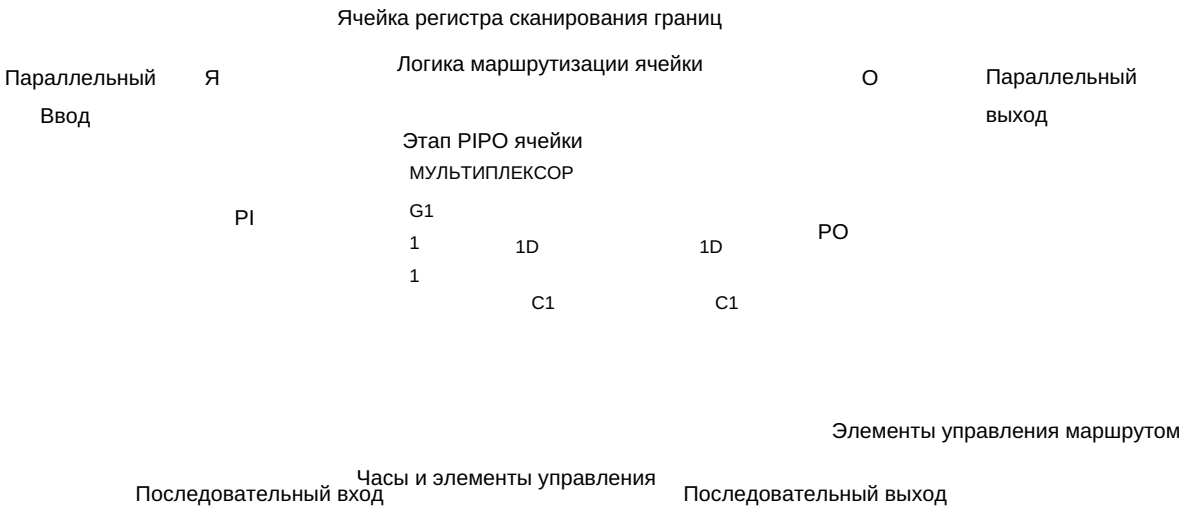 Ячейка регистра сканирования границ
Логика маршрутизации ячейки
Параллельный
Ввод
Я
О
Параллельный
выход
Этап PIPO ячейки
МУЛЬТИПЛЕКСОР
G1
PI
1
1D
1D
PO
1
C1
C1
Элементы управления маршрутом
Часы и элементы управления
Последовательный вход
Последовательный выход